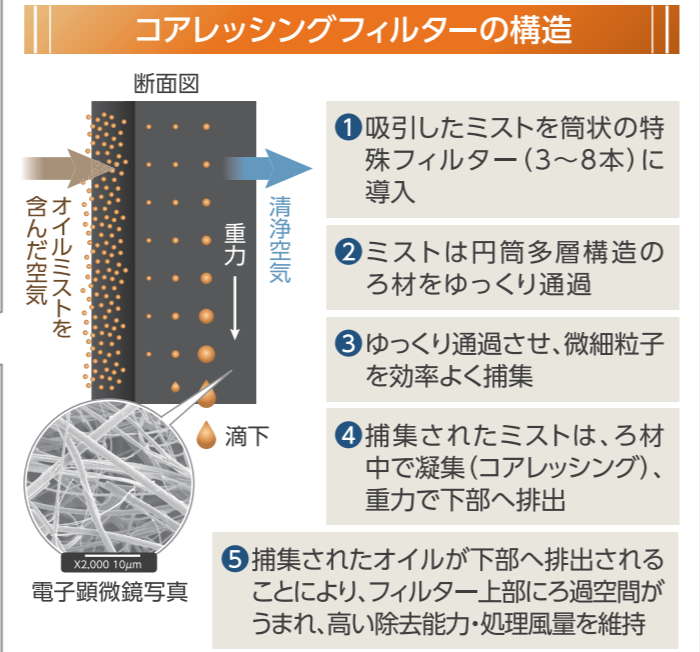 コアレッシングフィルターの構造
断面図
オイルミストを
含んだ空気
重力
清浄空気
滴下
X2,000 10μm
電子顕微鏡写真
❶吸引したミストを筒状の特
殊フィルター(3〜8本)に
導入
❷ミストは円筒多層構造の
ろ材をゆっくり通過
❸ゆっくり通過させ、微細粒子
を効率よく捕集
❹捕集されたミストは、ろ材
中で凝集(コアレッシング)、
重力で下部へ排出
❺捕集されたオイルが下部へ排出される
ことにより、フィルター上部にろ過空間が
うまれ、高い除去能力・処理風量を維持